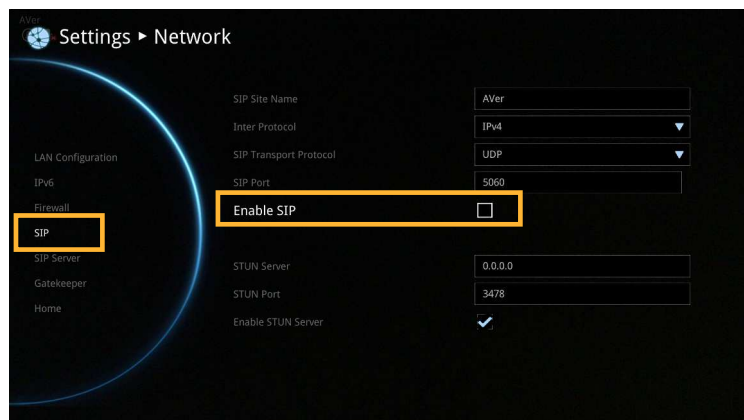 AVer
Settings ▸ Network
SIP Site Name AVer
Inter Protocol IPv4
LAN Configuration SIP Transport Protocol UDP
IPv6 SIP Port 5060
Firewall Enable SIP
SIP
SIP Server STUN Server 0.0.0.0
Gatekeeper STUN Port 3478
Home Enable STUN Server